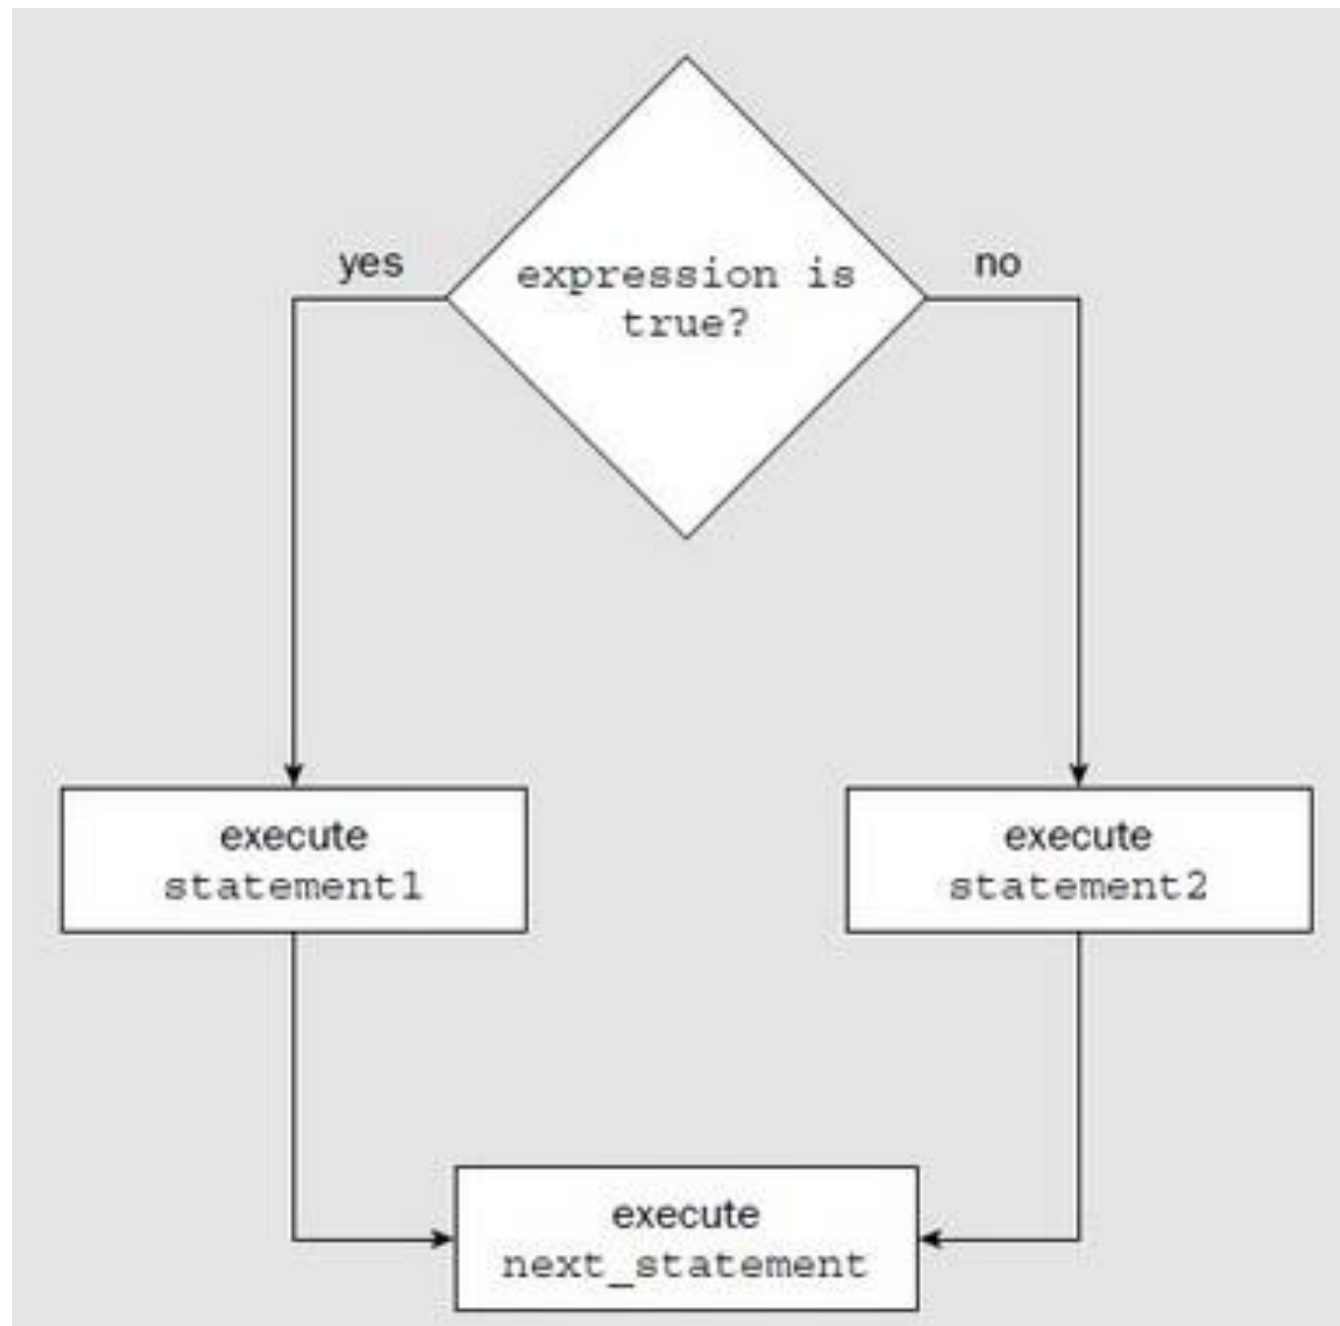 expression is
true?
yes
no
execute
statement1
execute
statement2
execute
next_statement